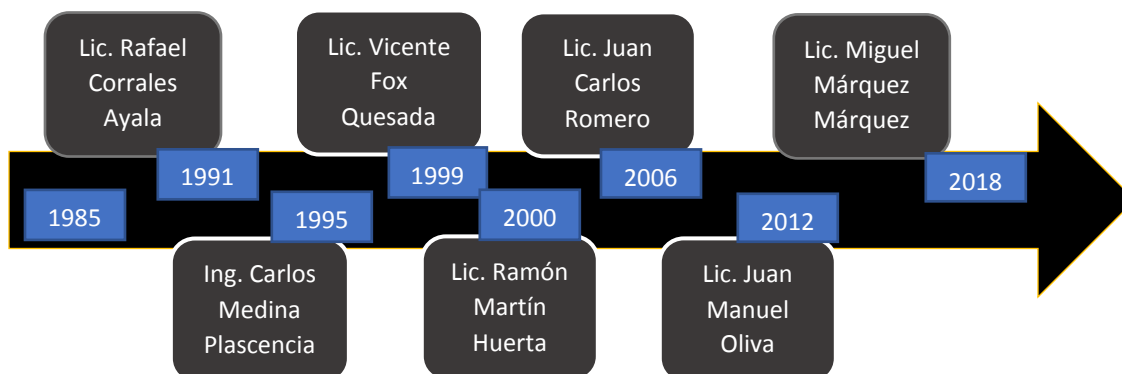 Lic. Rafael
Corrales
Ayala
Lic. Vicente
Fox
Quesada
Lic. Juan
Carlos
Romero
Lic. Miguel
Márquez
Márquez
1985
1991
1995
1999
2000
2006
2012
2018
Ing. Carlos
Medina
Plascencia
Lic. Ramón
Martín
Huerta
Lic. Juan
Manuel
Oliva